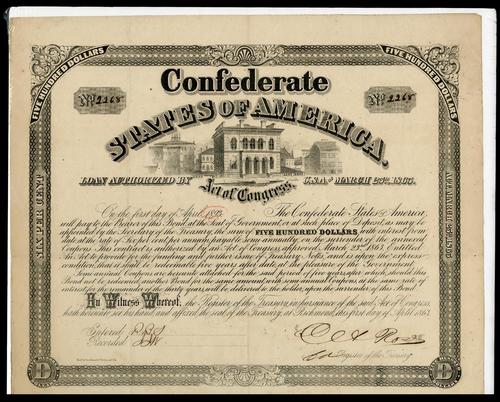 FIVE HUNDRED DOLLARS
FIVE HUNDRED DOLLARS
Confederate
No 2268
No 2268
STATES OF AMERICA,
LOAN AUTHORIZED BY
C.S.A. OF MARCH 23RD, 1863.
Act of Congress,
SIX PER CENT
On the first day of April 1893, The Confederate States of America,
will pay to the Bearer of this Bond, at the Seat of Government, or at such place of Deposit, as may be
appointed by the Secretary of the Treasury, the sum of FIVE HUNDRED DOLLARS, with interest from
date, at the rate of Six per cent. per annum, payable semi annually, on the surrender of the annexed
Coupons. This contract is authorized by an Act of Congress, approved March 23rd 1863, Entitled
An Act to provide for the Funding and further issue of Treasury Notes, and is upon the express
condition, that is, shall be redeemable five years after date, at the pleasure of the Government.
Semi annual Coupons are hereunto attached for the said period of five years, after which, should this
Bond not be redeemed, another Bond for the same amount, with semi annual Coupons, at the same rate of
interest for the remainder of the thirty years, will be delivered to the holder, upon the surrender of this Bond.
In Witness Whereof, the Register of the Treasury, in pursuance of the said Act of Congress,
hath hereunto set his hand, and affixed the seal of the Treasury, at Richmond, this first day of April 1863.
Entered
Recorded
Register of the Treasury
D
D